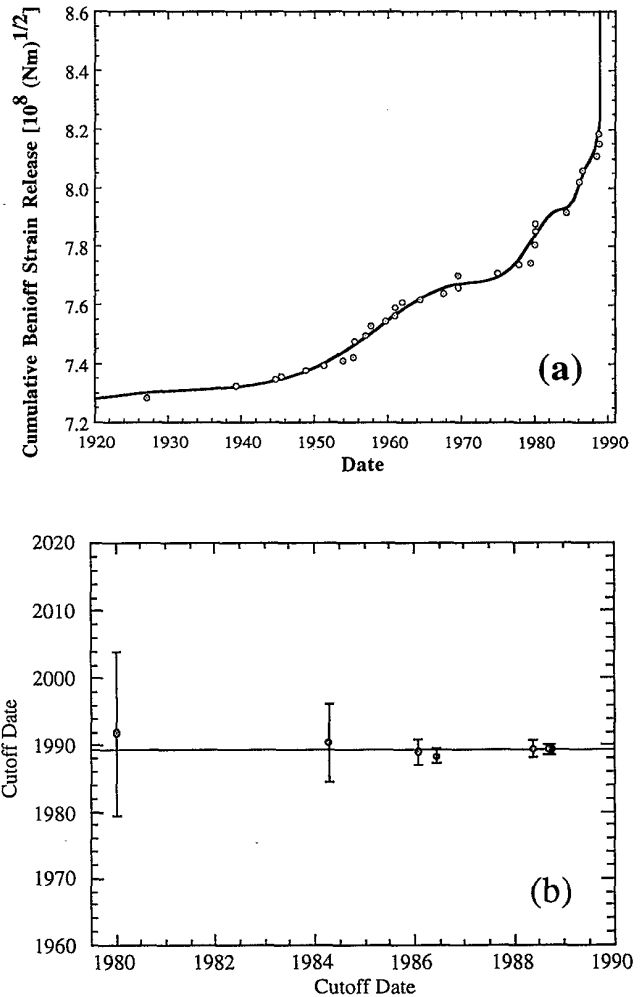 Cumulative Benioff Strain Release [10^8 (Nm)^1/2]
8.6
8.4
8.2
8.0
7.8
7.6
7.4
7.2
(a)
1920 1930 1940 1950 1960 1970 1980 1990
Date
Cutoff Date
2020
2010
2000
1990
1980
1970
1960
(b)
1980 1982 1984 1986 1988 1990
Cutoff Date